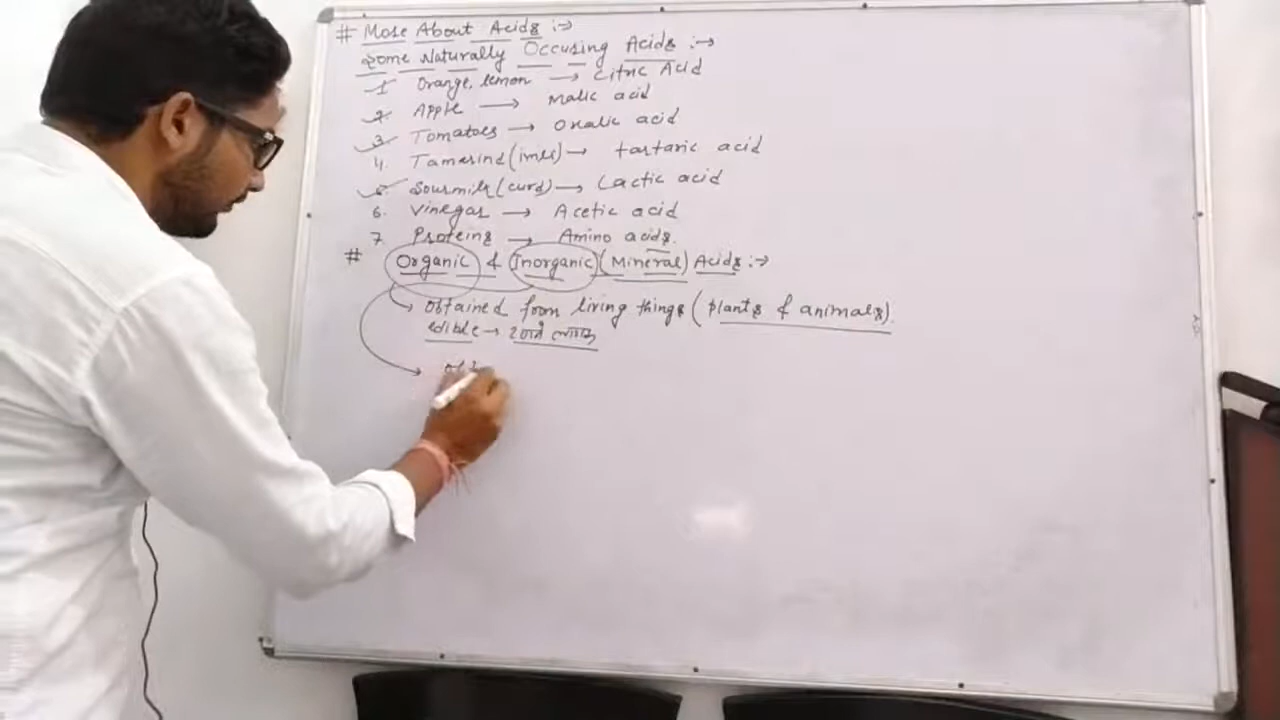 # More About Acids :→
Some Naturally Occuring Acids :→
1 Orange, lemon → Citric Acid
2. Apple → Malic acid
3 Tomatoes → Oxalic acid
4. Tamarind (imli) → tartaric acid
5. Sourmilk (curd) → Lactic acid
6. Vinegar → Acetic acid
7. Proteins → Amino acids.
# Organic & Inorganic (Mineral) Acids :→
→ Obtained from living things (plants & animals).
edible → खाने लायक